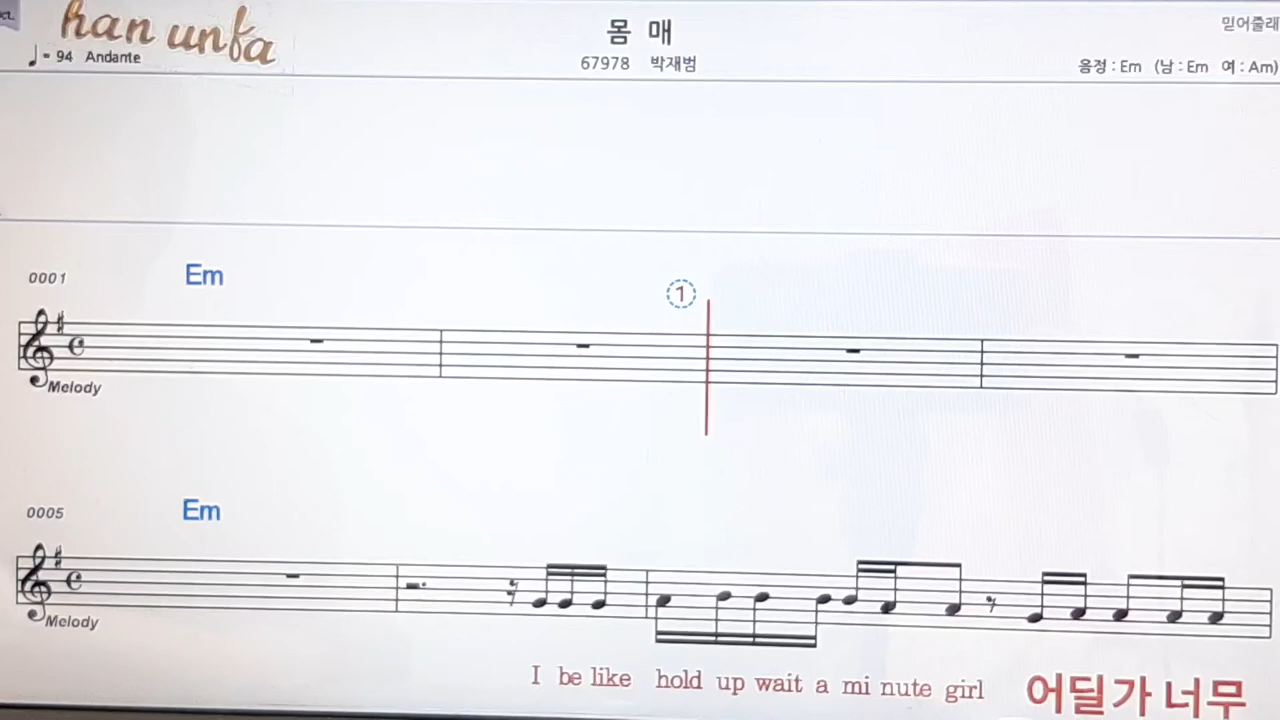 han unfa
♩= 94 Andante
몸 매
67978 박재범
믿어줄래
음정 : Em (남 : Em 여 : Am)
0001
Em
1
Melody
0005
Em
Melody
I be like hold up wait a mi nute girl 어딜가 너무